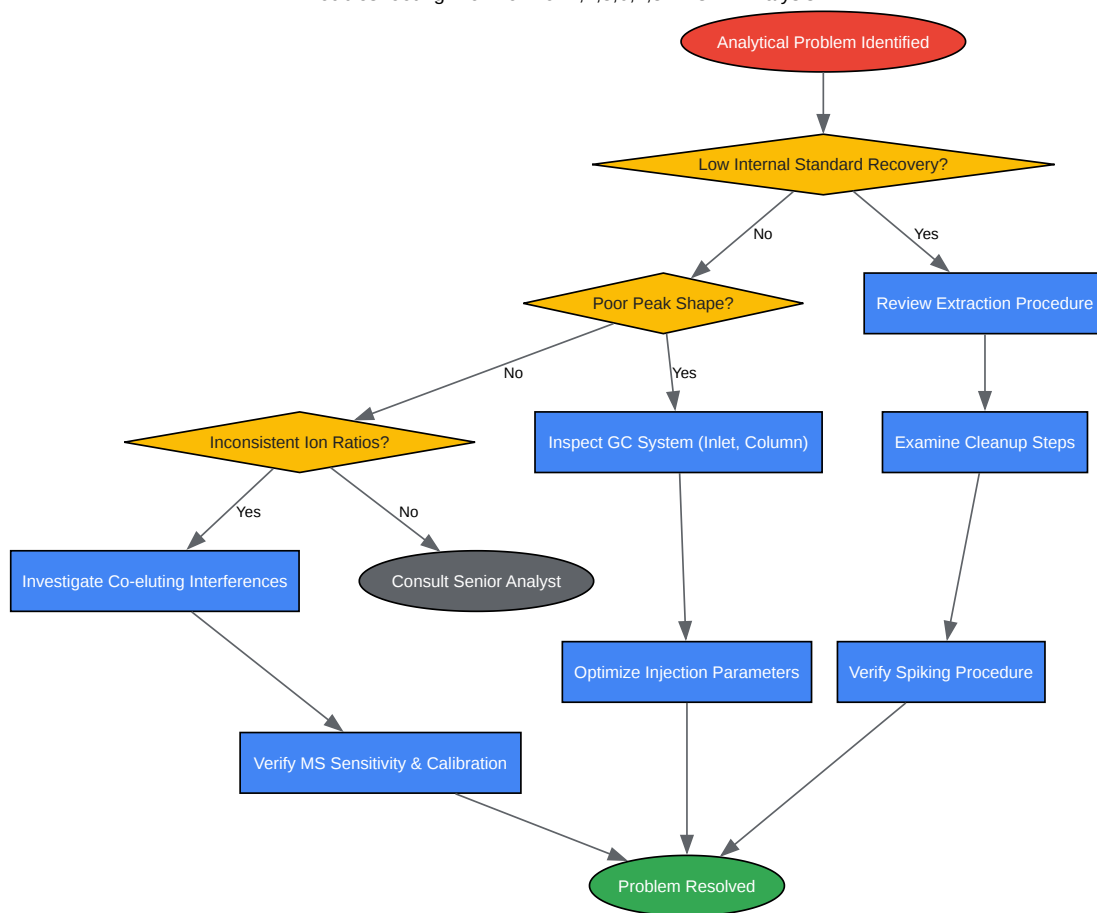 Analytical Problem Identified
Low Internal Standard Recovery?
No
Yes
Poor Peak Shape?
Review Extraction Procedure
No
Yes
Inconsistent Ion Ratios?
Inspect GC System (Inlet, Column)
Examine Cleanup Steps
Yes
No
Investigate Co-eluting Interferences
Consult Senior Analyst
Optimize Injection Parameters
Verify Spiking Procedure
Verify MS Sensitivity & Calibration
Problem Resolved